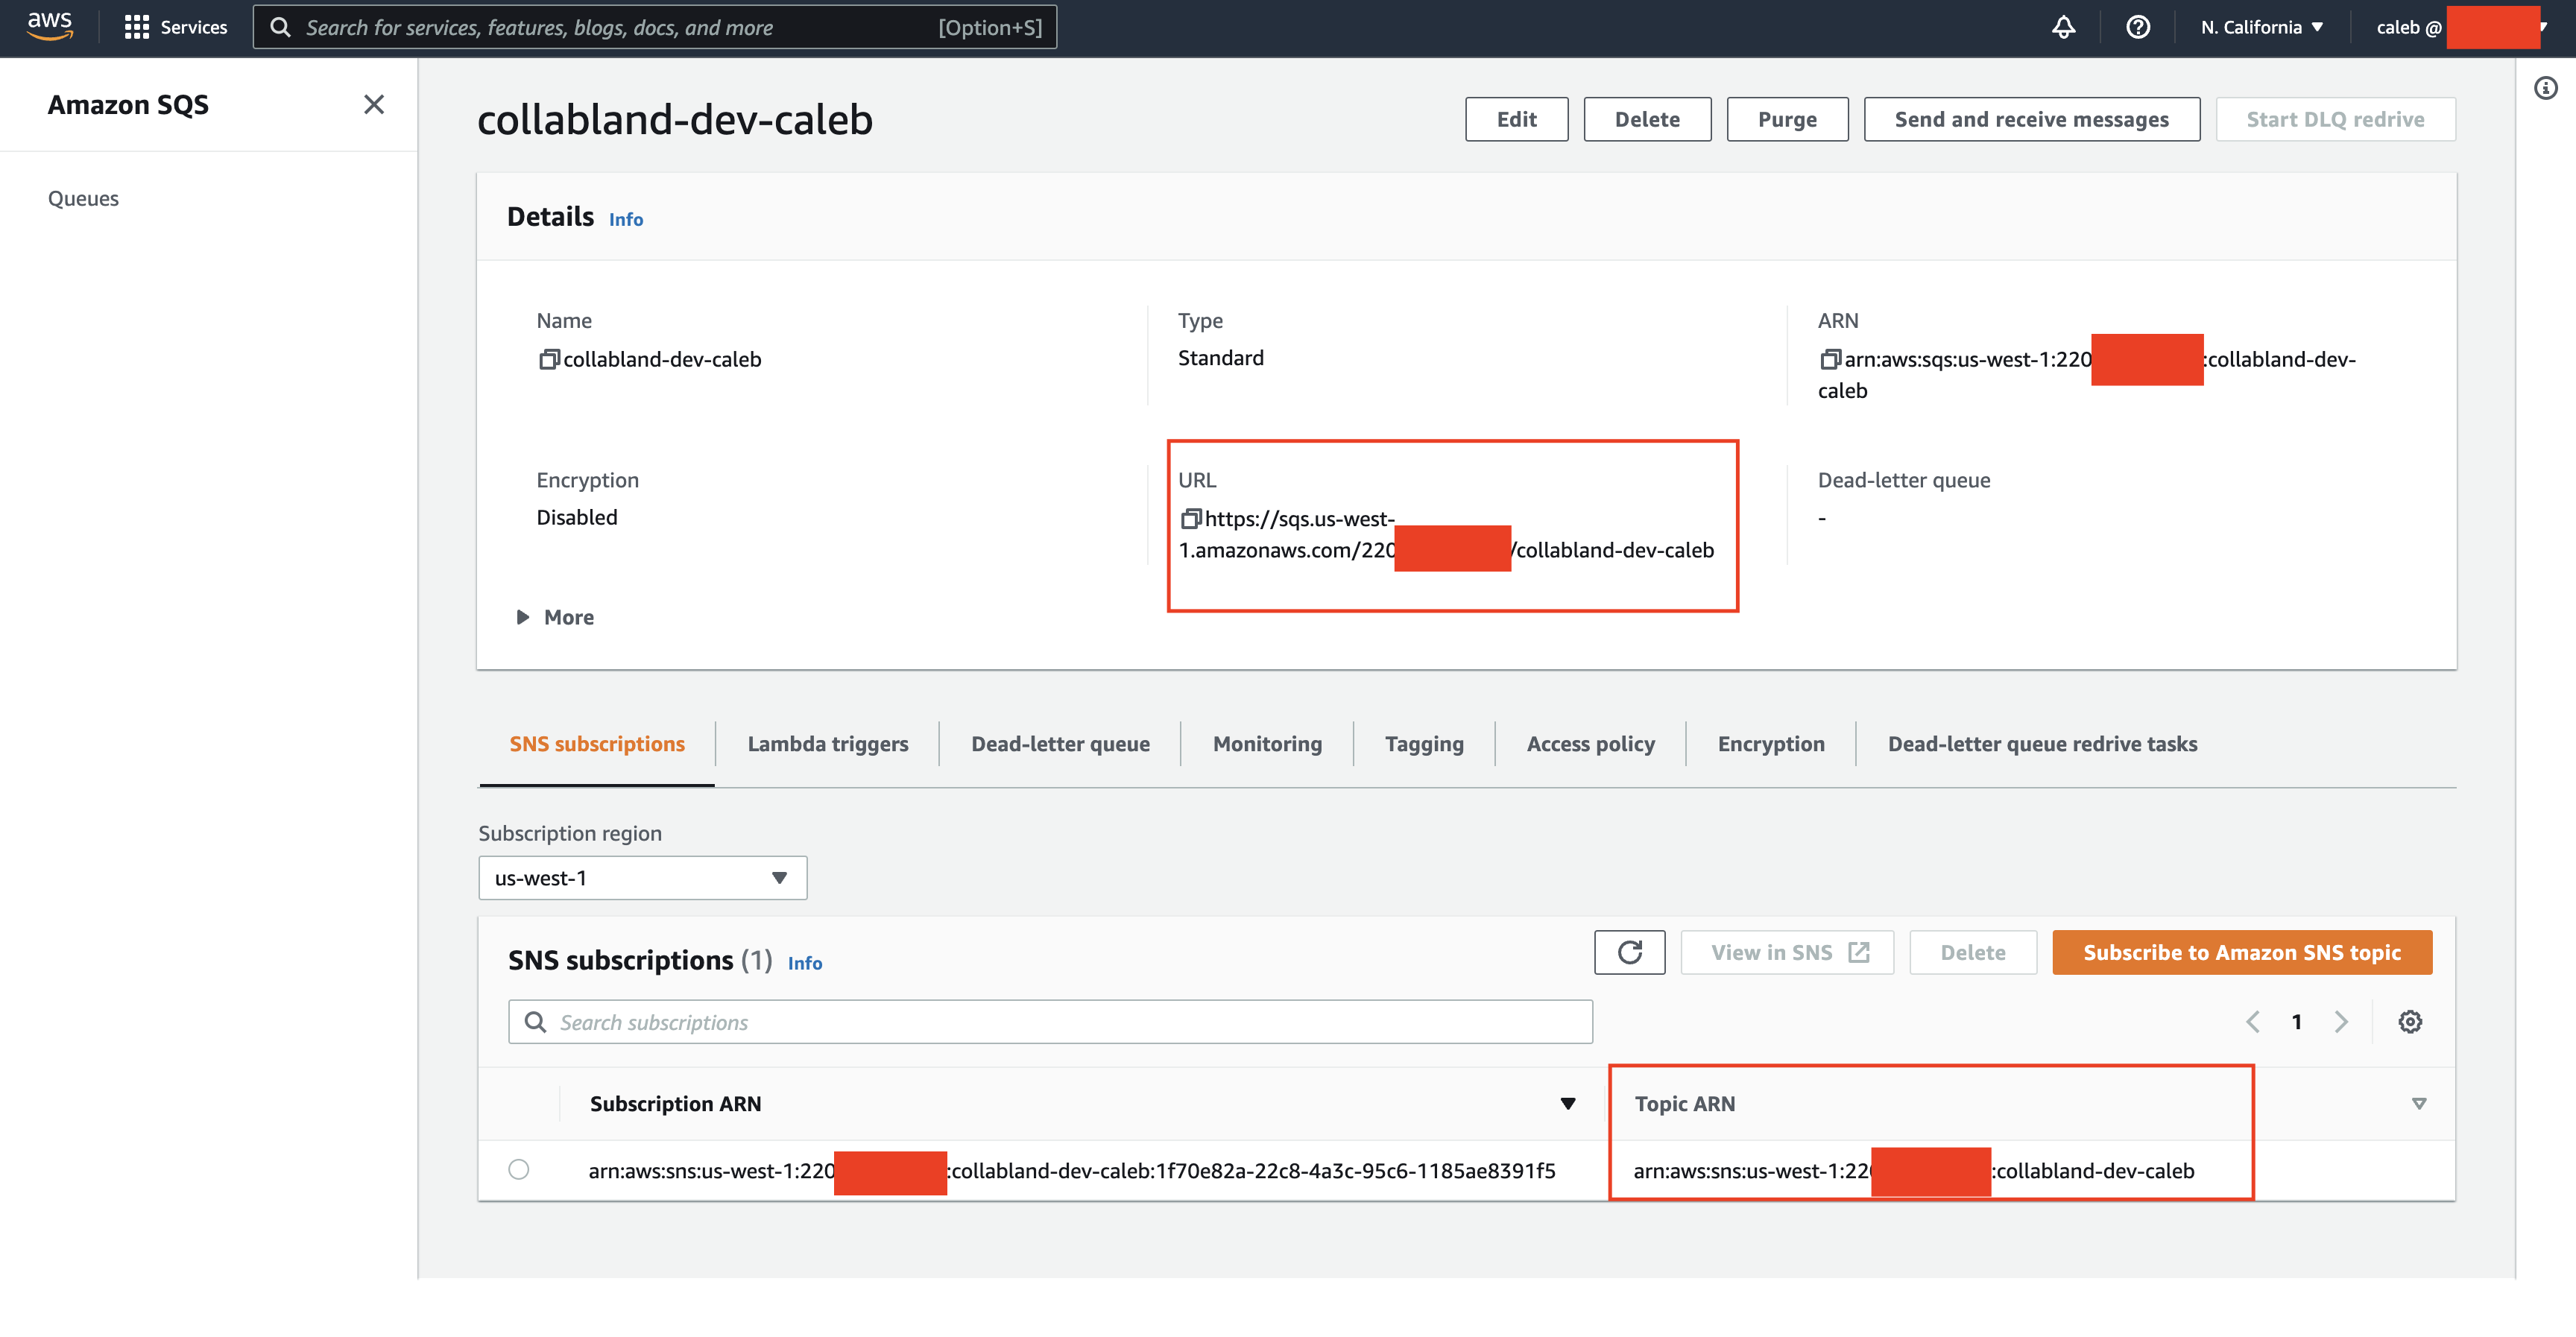 aws
Services
Search for services, features, blogs, docs, and more
[Option+S]
N. California
caleb @
Amazon SQS
Queues
collabland-dev-caleb
Edit
Delete
Purge
Send and receive messages
Start DLQ redrive
Details Info
Name
collabland-dev-caleb
Type
Standard
ARN
arn:aws:sqs:us-west-1:220 :collabland-dev-
caleb
Encryption
Disabled
URL
https://sqs.us-west-
1.amazonaws.com/220 /collabland-dev-caleb
Dead-letter queue
-
More
SNS subscriptions
Lambda triggers
Dead-letter queue
Monitoring
Tagging
Access policy
Encryption
Dead-letter queue redrive tasks
Subscription region
us-west-1
SNS subscriptions (1) Info
View in SNS
Delete
Subscribe to Amazon SNS topic
Search subscriptions
1
Subscription ARN
Topic ARN
arn:aws:sns:us-west-1:220 :collabland-dev-caleb:1f70e82a-22c8-4a3c-95c6-1185ae8391f5
arn:aws:sns:us-west-1:220 :collabland-dev-caleb